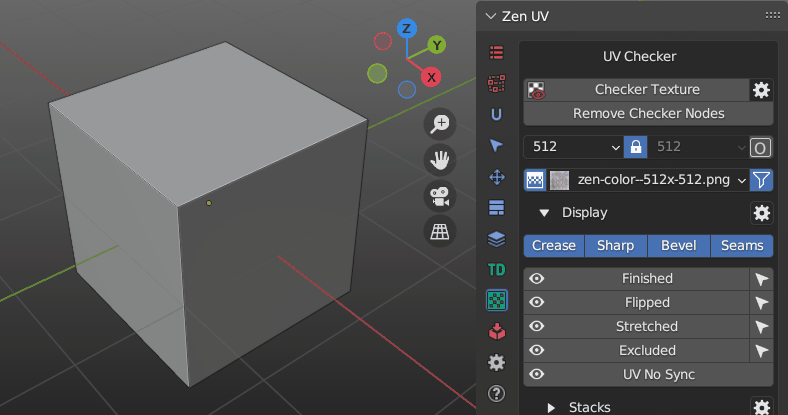 Zen UV
Z
Y
X
UV Checker
Checker Texture
Remove Checker Nodes
512
512
O
zen-color--512x-512.png
Display
Crease
Sharp
Bevel
Seams
TD
Finished
Flipped
Stretched
Excluded
UV No Sync
?
Stacks